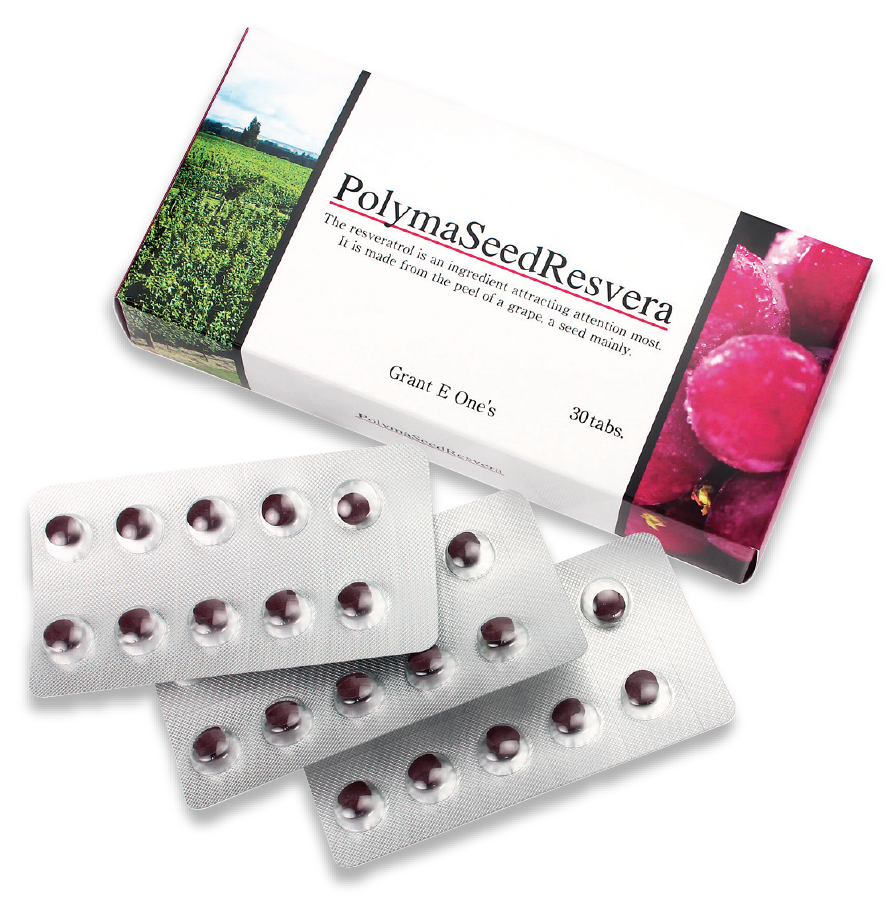 PolymaSeedResvera
The resveratrol is an ingredient attracting attention most.
It is made from the peel of a grape, a seed mainly.
Grant E One's
30tabs.
PolymaSeedResvera